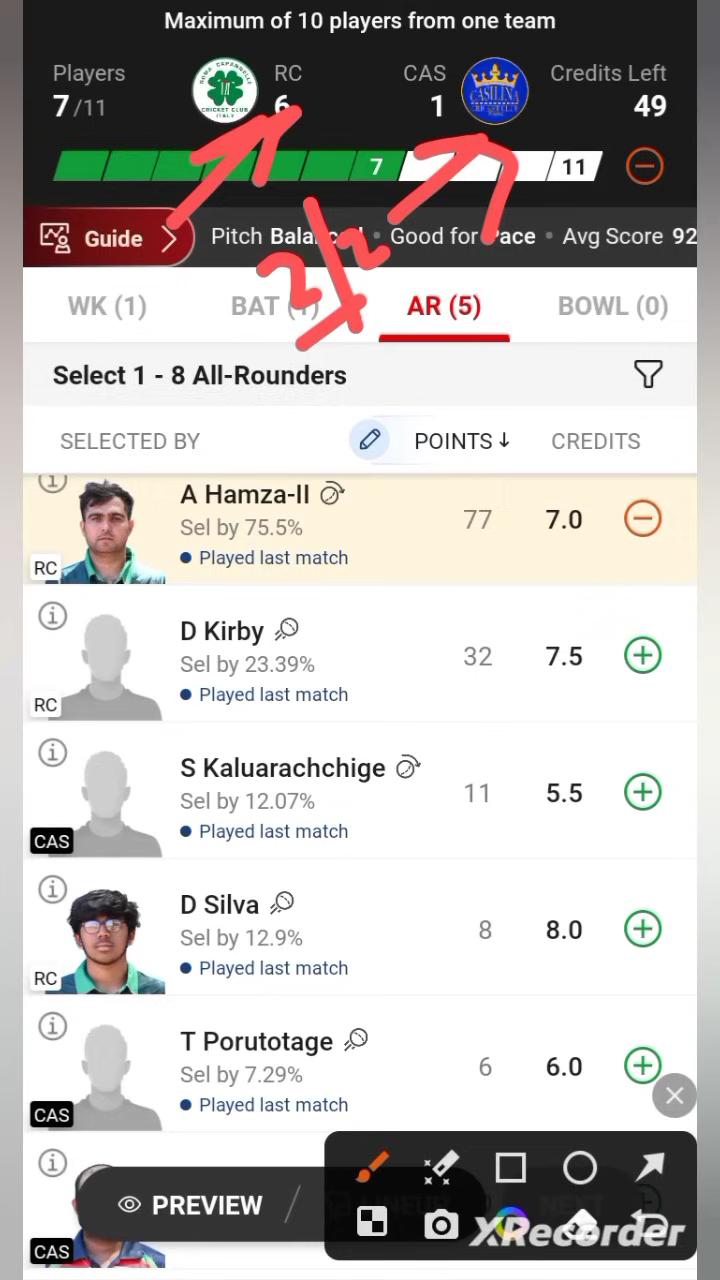 Maximum of 10 players from one team
Players RC CAS Credits Left
7/11 6 1 49
7 11
Guide Pitch Balanced • Good for Pace • Avg Score 92
WK (1) BAT (1) AR (5) BOWL (0)
2/2
Select 1 - 8 All-Rounders
SELECTED BY POINTS↓ CREDITS
A Hamza-II
Sel by 75.5% 77 7.0
Played last match
RC
D Kirby
Sel by 23.39% 32 7.5
Played last match
RC
S Kaluarachchige
Sel by 12.07% 11 5.5
Played last match
CAS
D Silva
Sel by 12.9% 8 8.0
Played last match
RC
T Porutotage
Sel by 7.29% 6 6.0
Played last match
CAS
PREVIEW
XRecorder
CAS